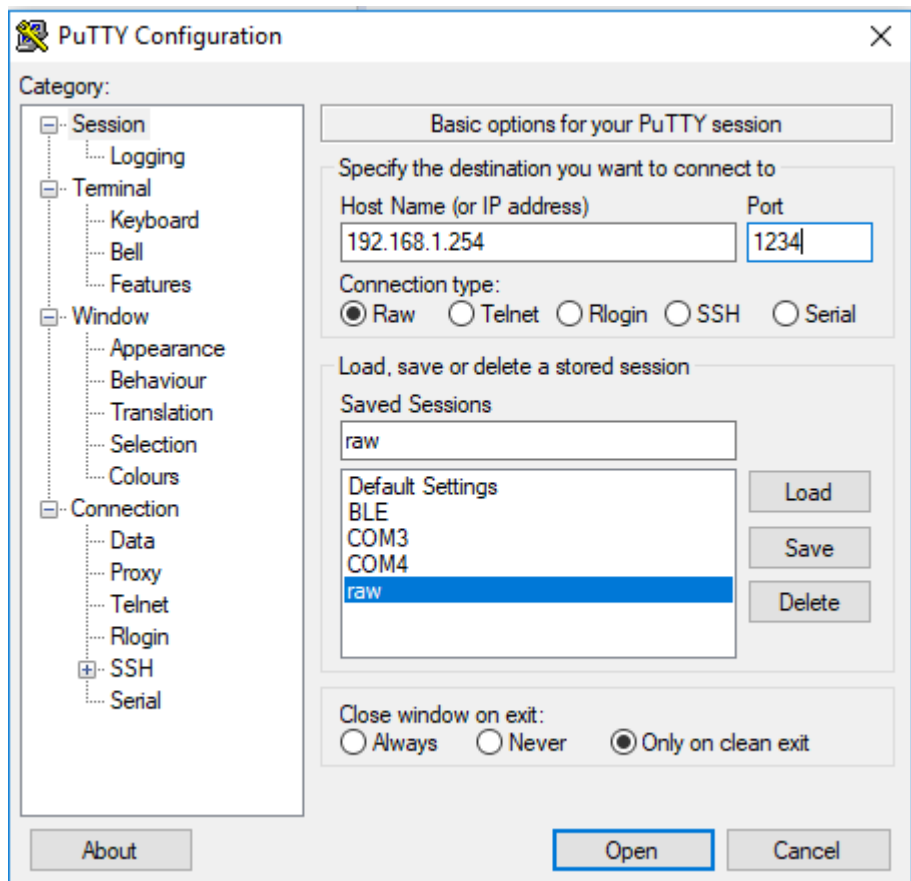 PuTTY Configuration
Category:
Session
Logging
Terminal
Keyboard
Bell
Features
Window
Appearance
Behaviour
Translation
Selection
Colours
Connection
Data
Proxy
Telnet
Rlogin
SSH
Serial
Basic options for your PuTTY session
Specify the destination you want to connect to
Host Name (or IP address) Port
192.168.1.254 1234
Connection type:
Raw Telnet Rlogin SSH Serial
Load, save or delete a stored session
Saved Sessions
raw
Default Settings
BLE
COM3
COM4
raw
Load
Save
Delete
Close window on exit:
Always Never Only on clean exit
About Open Cancel